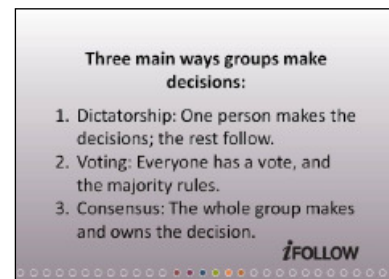 Three main ways groups make
decisions:
1. Dictatorship: One person makes the
decisions; the rest follow.
2. Voting: Everyone has a vote, and
the majority rules.
3. Consensus: The whole group makes
and owns the decision.
iFOLLOW